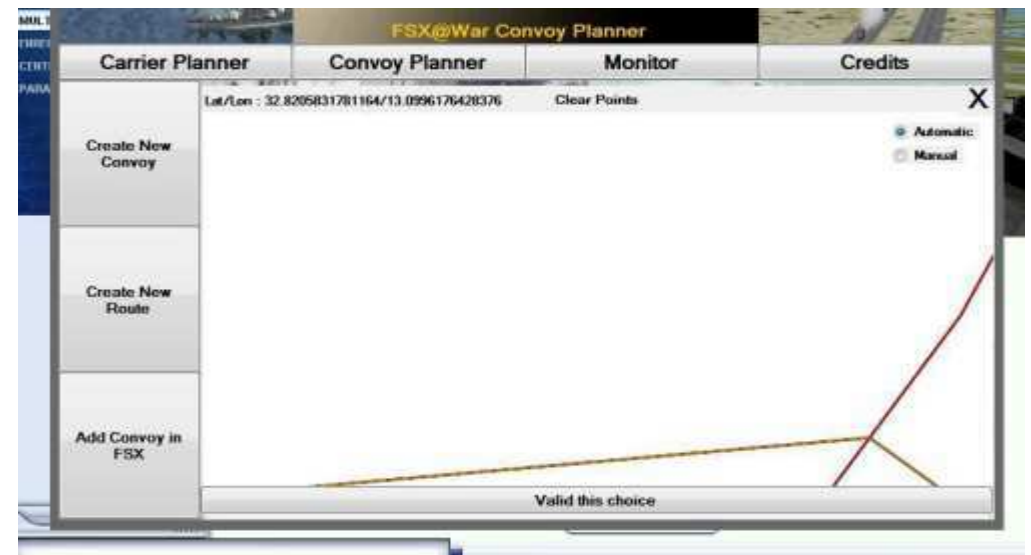 FSX@War Convoy Planner
Carrier Planner
Convoy Planner
Monitor
Credits
Lat/Lon : 32.8205831781164/13.0996176428376
Clear Points
X
Automatic
Manual
Create New
Convoy
Create New
Route
Add Convoy in
FSX
Valid this choice